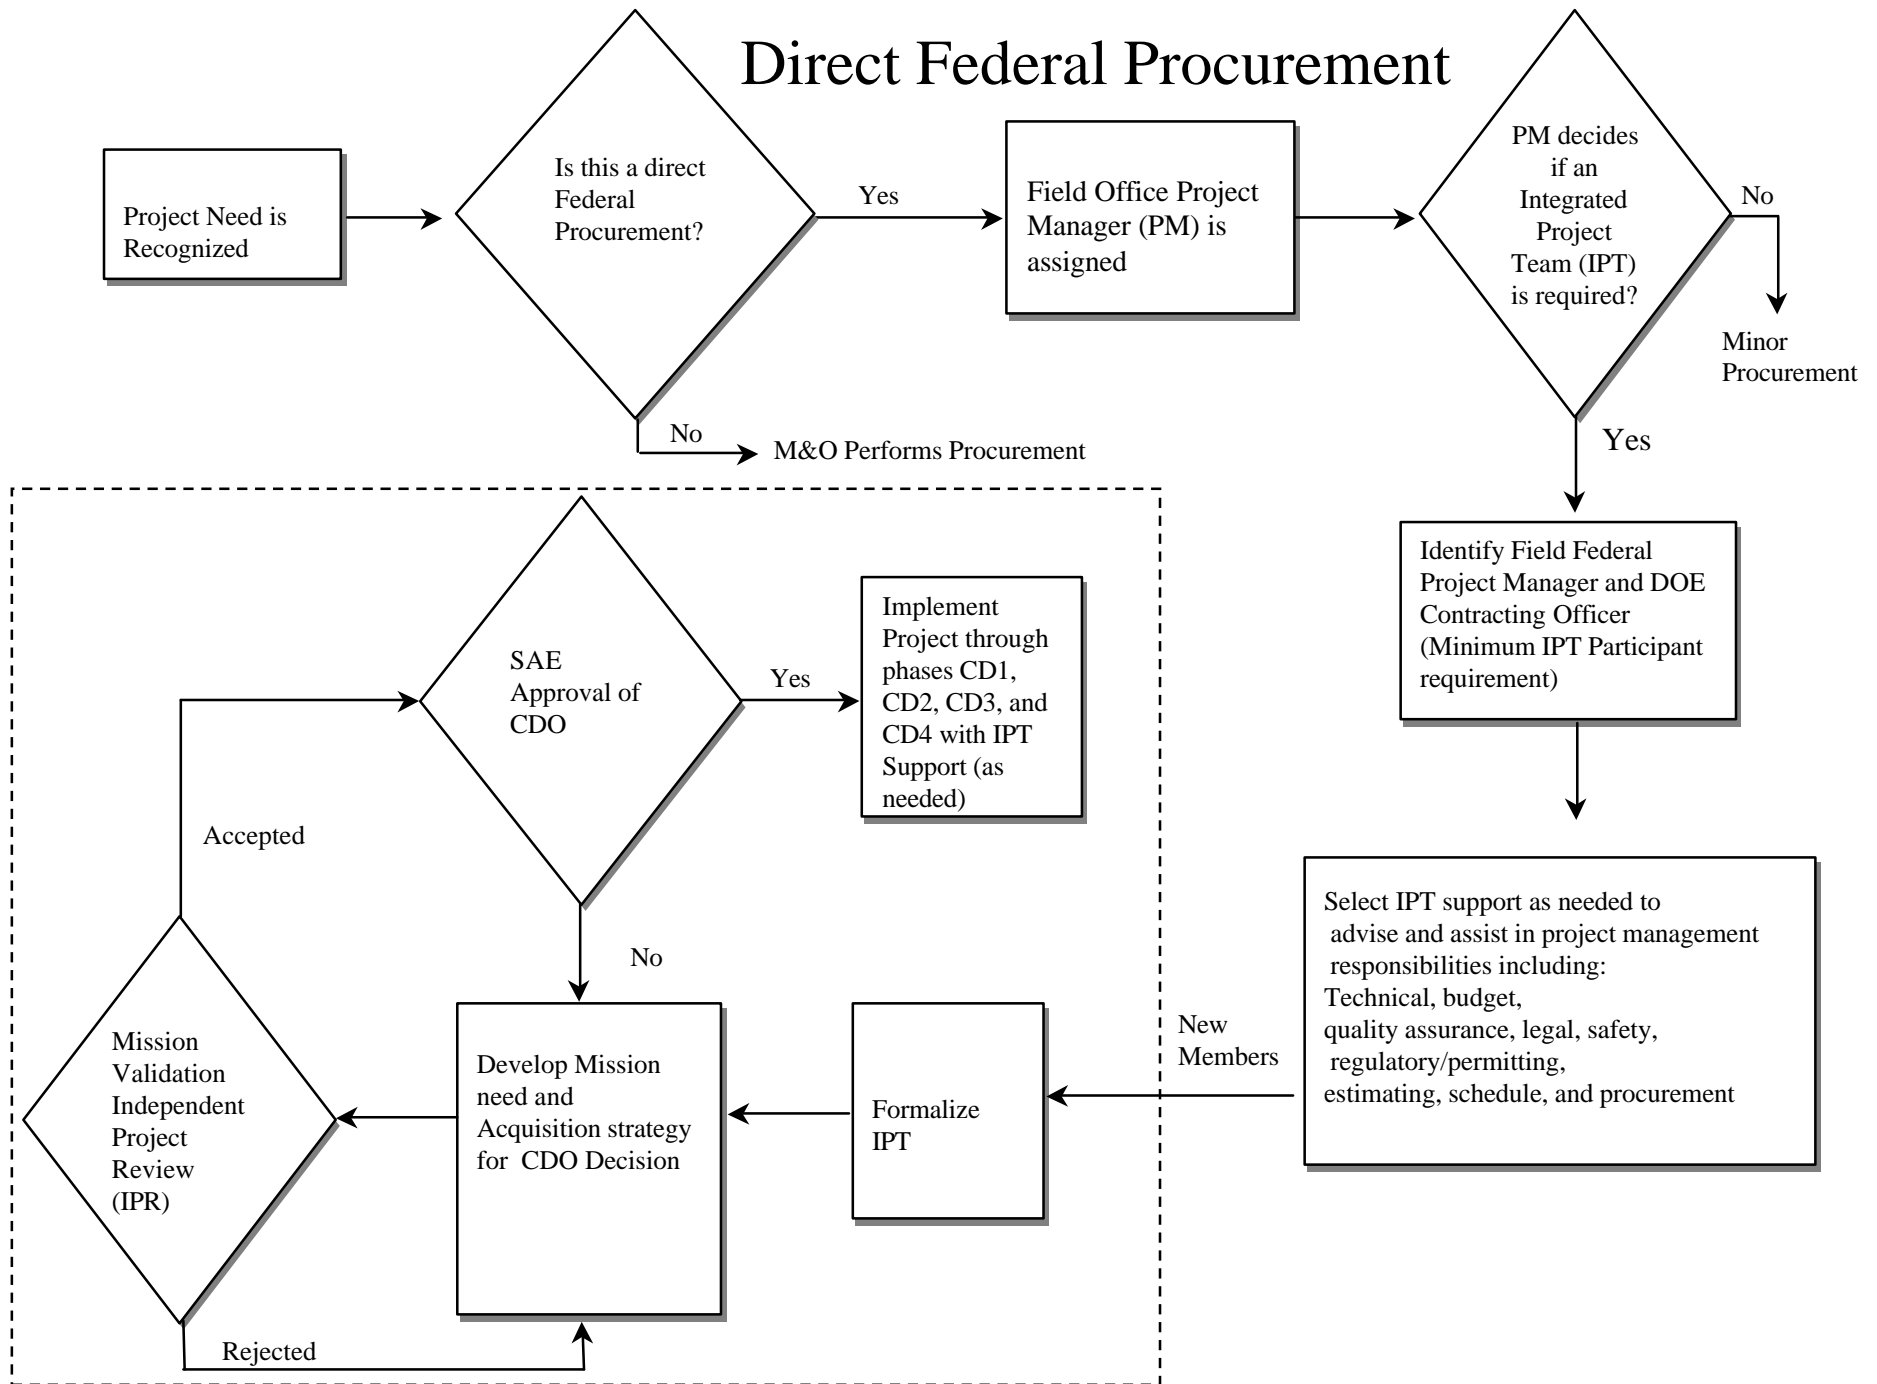 Direct Federal Procurement
Project Need is
Recognized
Is this a direct
Federal
Procurement?
Yes
Field Office Project
Manager (PM) is
assigned
PM decides
if an
Integrated
Project
Team (IPT)
is required?
No
Minor
Procurement
No
M&O Performs Procurement
Yes
Identify Field Federal
Project Manager and DOE
Contracting Officer
(Minimum IPT Participant
requirement)
Select IPT support as needed to
advise and assist in project management
responsibilities including:
Technical, budget,
quality assurance, legal, safety,
regulatory/permitting,
estimating, schedule, and procurement
New
Members
Formalize
IPT
Develop Mission
need and
Acquisition strategy
for CDO Decision
Mission
Validation
Independent
Project
Review
(IPR)
Rejected
Accepted
SAE
Approval of
CDO
No
Yes
Implement
Project through
phases CD1,
CD2, CD3, and
CD4 with IPT
Support (as
needed)